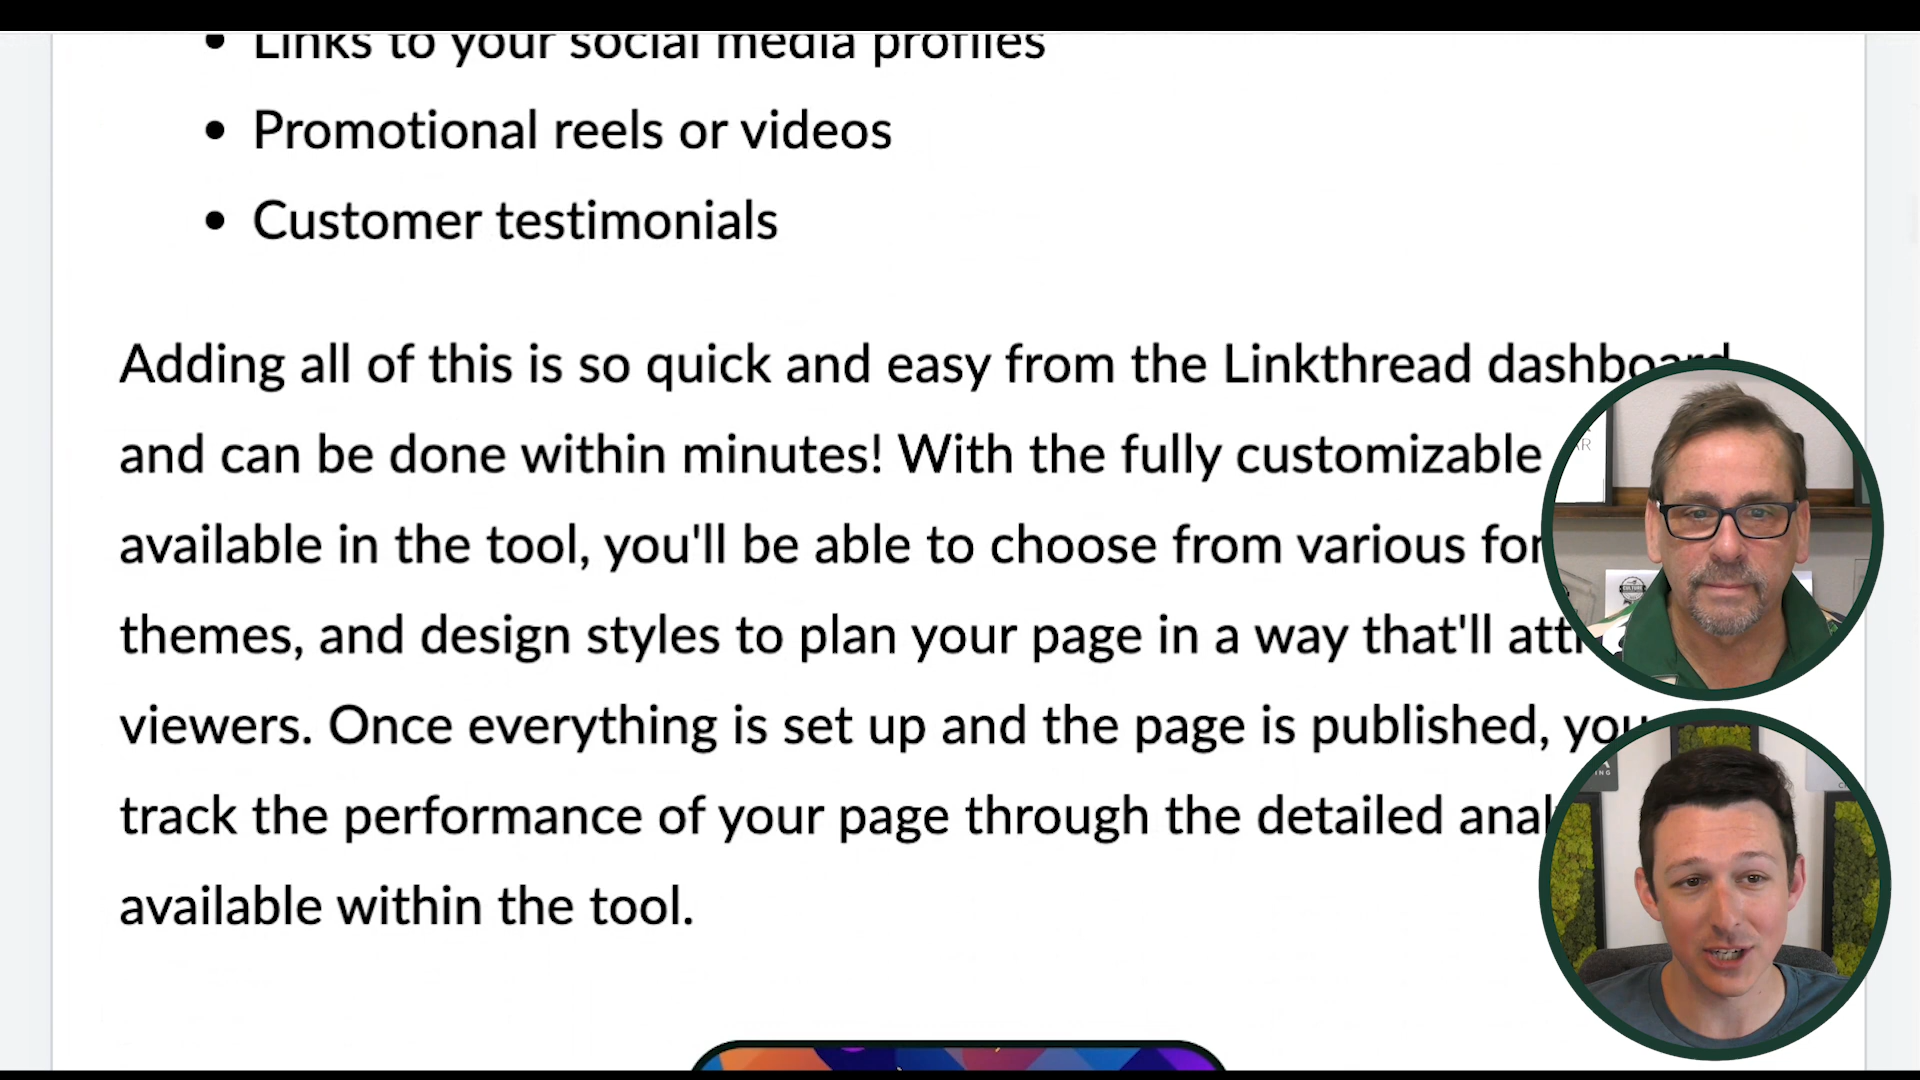 Links to your social media profiles
Promotional reels or videos
Customer testimonials
Adding all of this is so quick and easy from the Linkthread dashboard
and can be done within minutes! With the fully customizable
available in the tool, you'll be able to choose from various
themes, and design styles to plan your page in a way that'll
viewers. Once everything is set up and the page is published, you
track the performance of your page through the detailed
available within the tool.